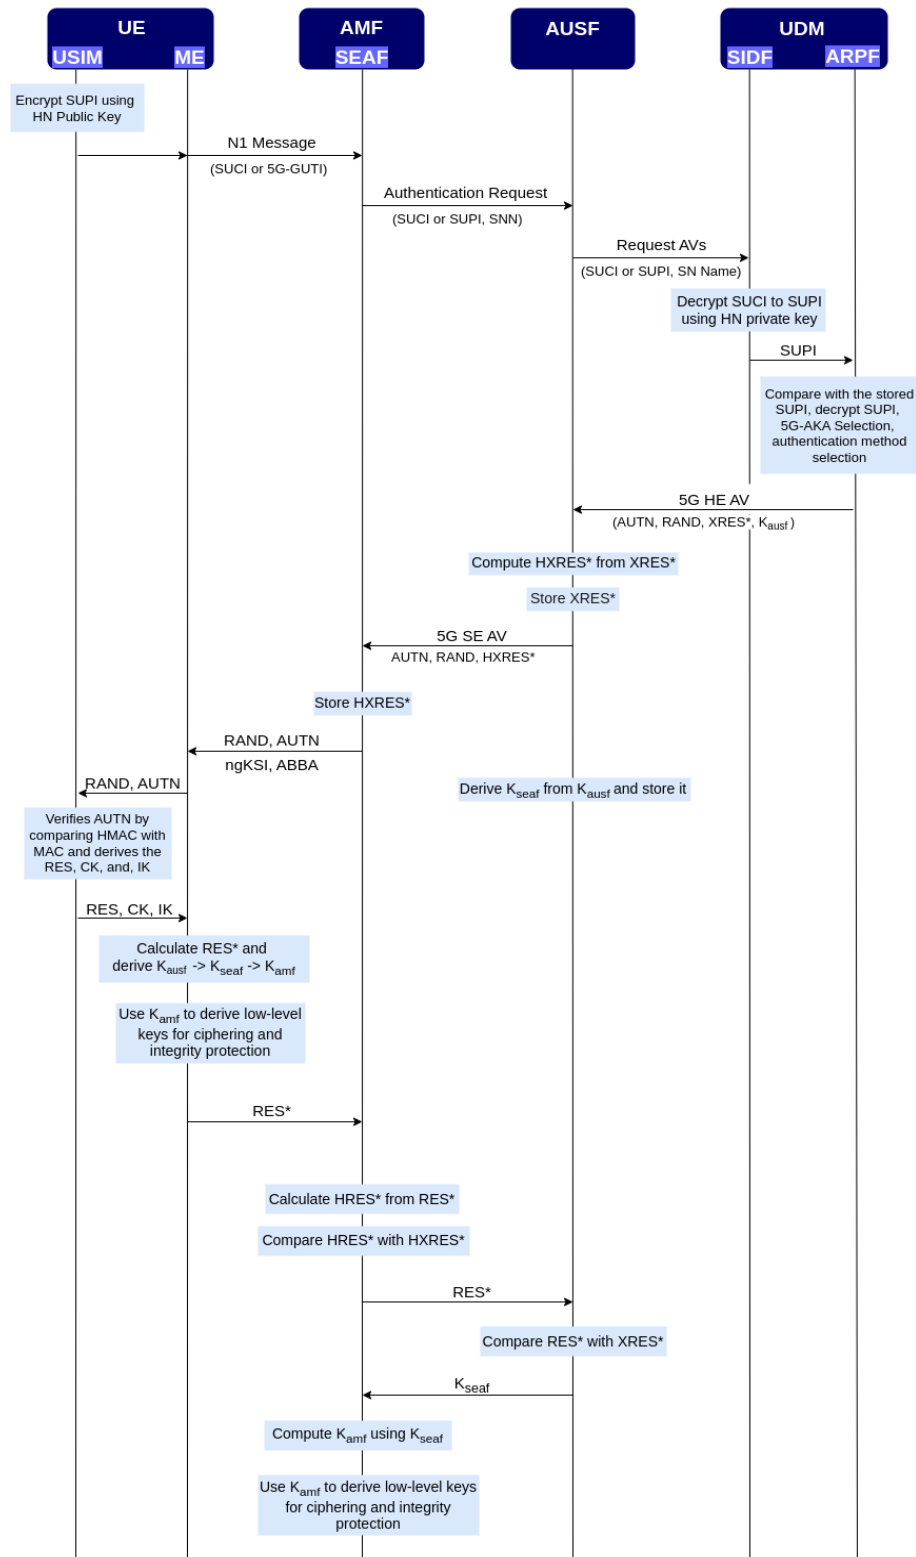 UE
AMF
AUSF
UDM
USIM
ME
SEAF
SIDF
ARPF
Encrypt SUPI using
HN Public Key
N1 Message
(SUCI or 5G-GUTI)
Authentication Request
(SUCI or SUPI, SNN)
Request AVs
(SUCI or SUPI, SN Name)
Decrypt SUCI to SUPI
using HN private key
SUPI
Compare with the stored
SUPI, decrypt SUPI,
5G-AKA Selection,
authentication method
selection
5G HE AV
(AUTN, RAND, XRES*, Kausf)
Compute HXRES* from XRES*
Store XRES*
5G SE AV
AUTN, RAND, HXRES*
Store HXRES*
RAND, AUTN
ngKSI, ABBA
RAND, AUTN
Derive Kseaf from Kausf and store it
Verifies AUTN by
comparing HMAC with
MAC and derives the
RES, CK, and, IK
RES, CK, IK
Calculate RES* and
derive Kausf -> Kseaf -> Kamf
Use Kamf to derive low-level
keys for ciphering and
integrity protection
RES*
Calculate HRES* from RES*
Compare HRES* with HXRES*
RES*
Compare RES* with XRES*
Kseaf
Compute Kamf using Kseaf
Use Kamf to derive low-level keys
for ciphering and integrity
protection